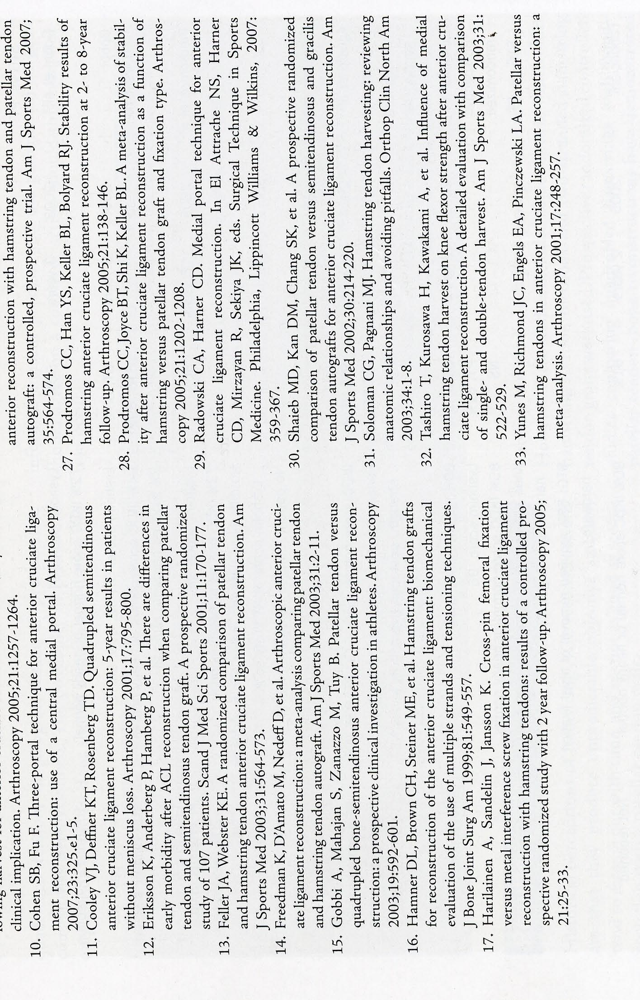 clinical implication. Arthroscopy 2005;21:1257-1264.
10. Cohen SB, Fu F. Three-portal technique for anterior cruciate liga-
ment reconstruction: use of a central medial portal. Arthroscopy
2007;23:325.e1-5.
11. Cooley VJ, Deffner KT, Rosenberg TD. Quadrupled semitendinosus
anterior cruciate ligament reconstruction: 5-year results in patients
without meniscus loss. Arthroscopy 2001;17:795-800.
12. Eriksson K, Anderberg P, Hamberg P, et al. There are differences in
early morbidity after ACL reconstruction when comparing patellar
tendon and semitendinosus tendon graft. A prospective randomized
study of 107 patients. Scand J Med Sci Sports 2001;11:170-177.
13. Feller JA, Webster KE. A randomized comparison of patellar tendon
and hamstring tendon anterior cruciate ligament reconstruction. Am
J Sports Med 2003;31:564-573.
14. Freedman K, D'Amato M, Nedeff D, et al. Arthroscopic anterior cruci-
ate ligament reconstruction: a meta-analysis comparing patellar tendon
and hamstring tendon autograft. Am J Sports Med 2003;31:2-11.
15. Gobbi A, Mahajan S, Zanazzo M, Tuy B. Patellar tendon versus
quadrupled bone-semitendinosus anterior cruciate ligament recon-
struction: a prospective clinical investigation in athletes. Arthroscopy
2003;19:592-601.
16. Hamner DL, Brown CH, Steiner ME, et al. Hamstring tendon grafts
for reconstruction of the anterior cruciate ligament: biomechanical
evaluation of the use of multiple strands and tensioning techniques.
J Bone Joint Surg Am 1999;81:549-557.
17. Harilainen A, Sandelin J, Jansson K. Cross-pin femoral fixation
versus metal interference screw fixation in anterior cruciate ligament
reconstruction with hamstring tendons: results of a controlled pro-
spective randomized study with 2 year follow-up. Arthroscopy 2005;
21:25-33.
anterior reconstruction with hamstring tendon and patellar tendon
autograft: a controlled, prospective trial. Am J Sports Med 2007;
35:564-574.
27. Prodromos CC, Han YS, Keller BL, Bolyard RJ. Stability results of
hamstring anterior cruciate ligament reconstruction at 2- to 8-year
follow-up. Arthroscopy 2005;21:138-146.
28. Prodromos CC, Joyce BT, Shi K, Keller BL. A meta-analysis of stabil-
ity after anterior cruciate ligament reconstruction as a function of
hamstring versus patellar tendon graft and fixation type. Arthros-
copy 2005;21:1202-1208.
29. Radowski CA, Harner CD. Medial portal technique for anterior
cruciate ligament reconstruction. In El Attrache NS, Harner
CD, Mirzayan R, Sekiya JK, eds. Surgical Technique in Sports
Medicine. Philadelphia, Lippincott Williams & Wilkins, 2007:
359-367.
30. Shaieb MD, Kan DM, Chang SK, et al. A prospective randomized
comparison of patellar tendon versus semitendinosus and gracilis
tendon autografts for anterior cruciate ligament reconstruction. Am
J Sports Med 2002;30:214-220.
31. Soloman CG, Pagnani MJ. Hamstring tendon harvesting: reviewing
anatomic relationships and avoiding pitfalls. Orthop Clin North Am
2003;34:1-8.
32. Tashiro T, Kurosawa H, Kawakami A, et al. Influence of medial
hamstring tendon harvest on knee flexor strength after anterior cru-
ciate ligament reconstruction. A detailed evaluation with comparison
of single- and double-tendon harvest. Am J Sports Med 2003;31:
522-529.
33. Yunes M, Richmond JC, Engels EA, Pinczewski LA. Patellar versus
hamstring tendons in anterior cruciate ligament reconstruction: a
meta-analysis. Arthroscopy 2001;17:248-257.